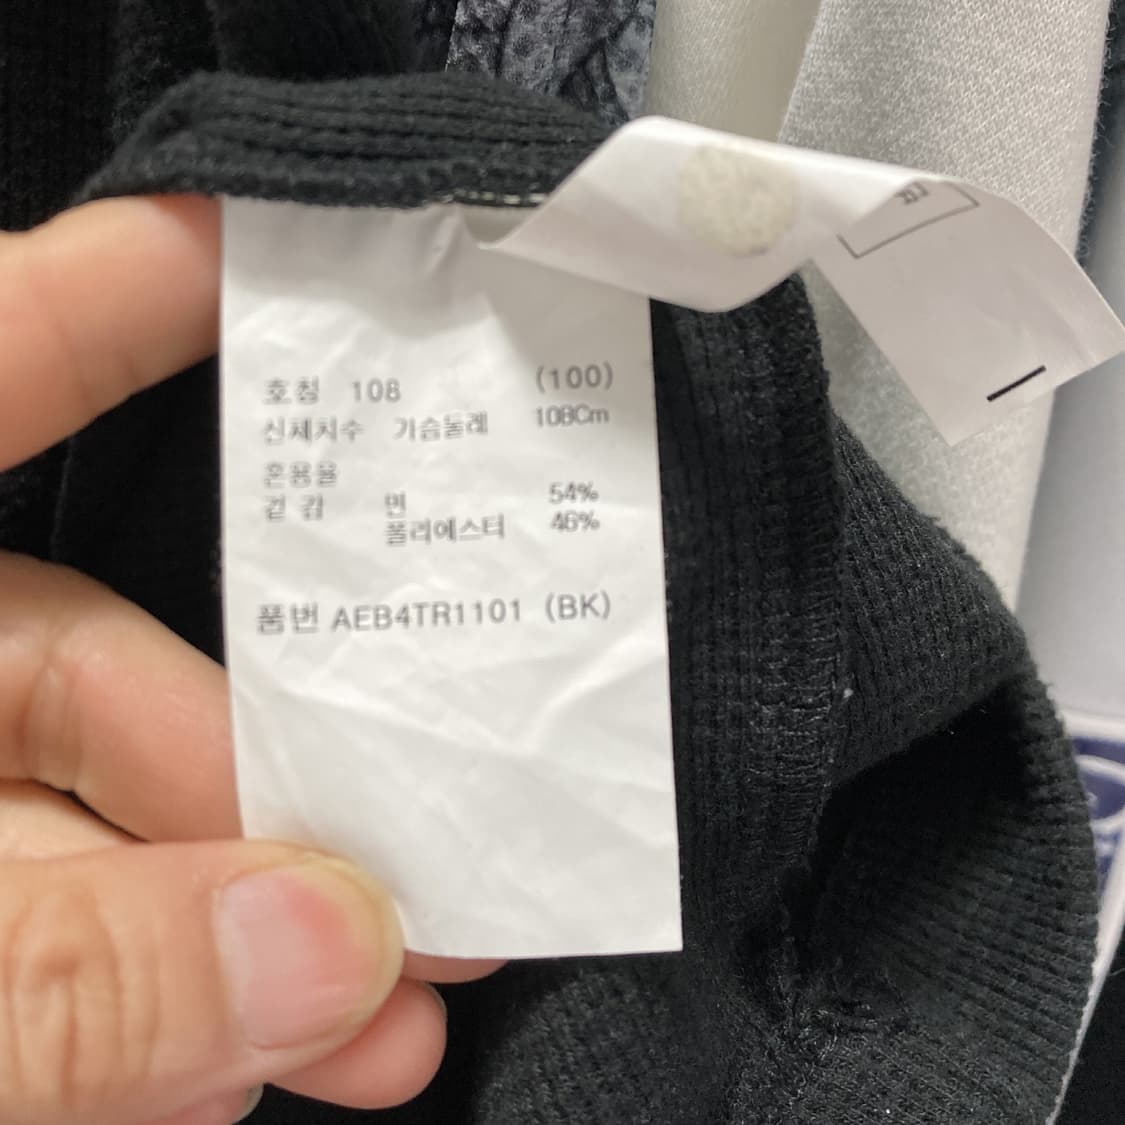 호칭 108 (100)
신체치수 가슴둘레 108Cm
혼용율
겉 감 면 54%
폴리에스터 46%
품번 AEB4TR1101 (BK)